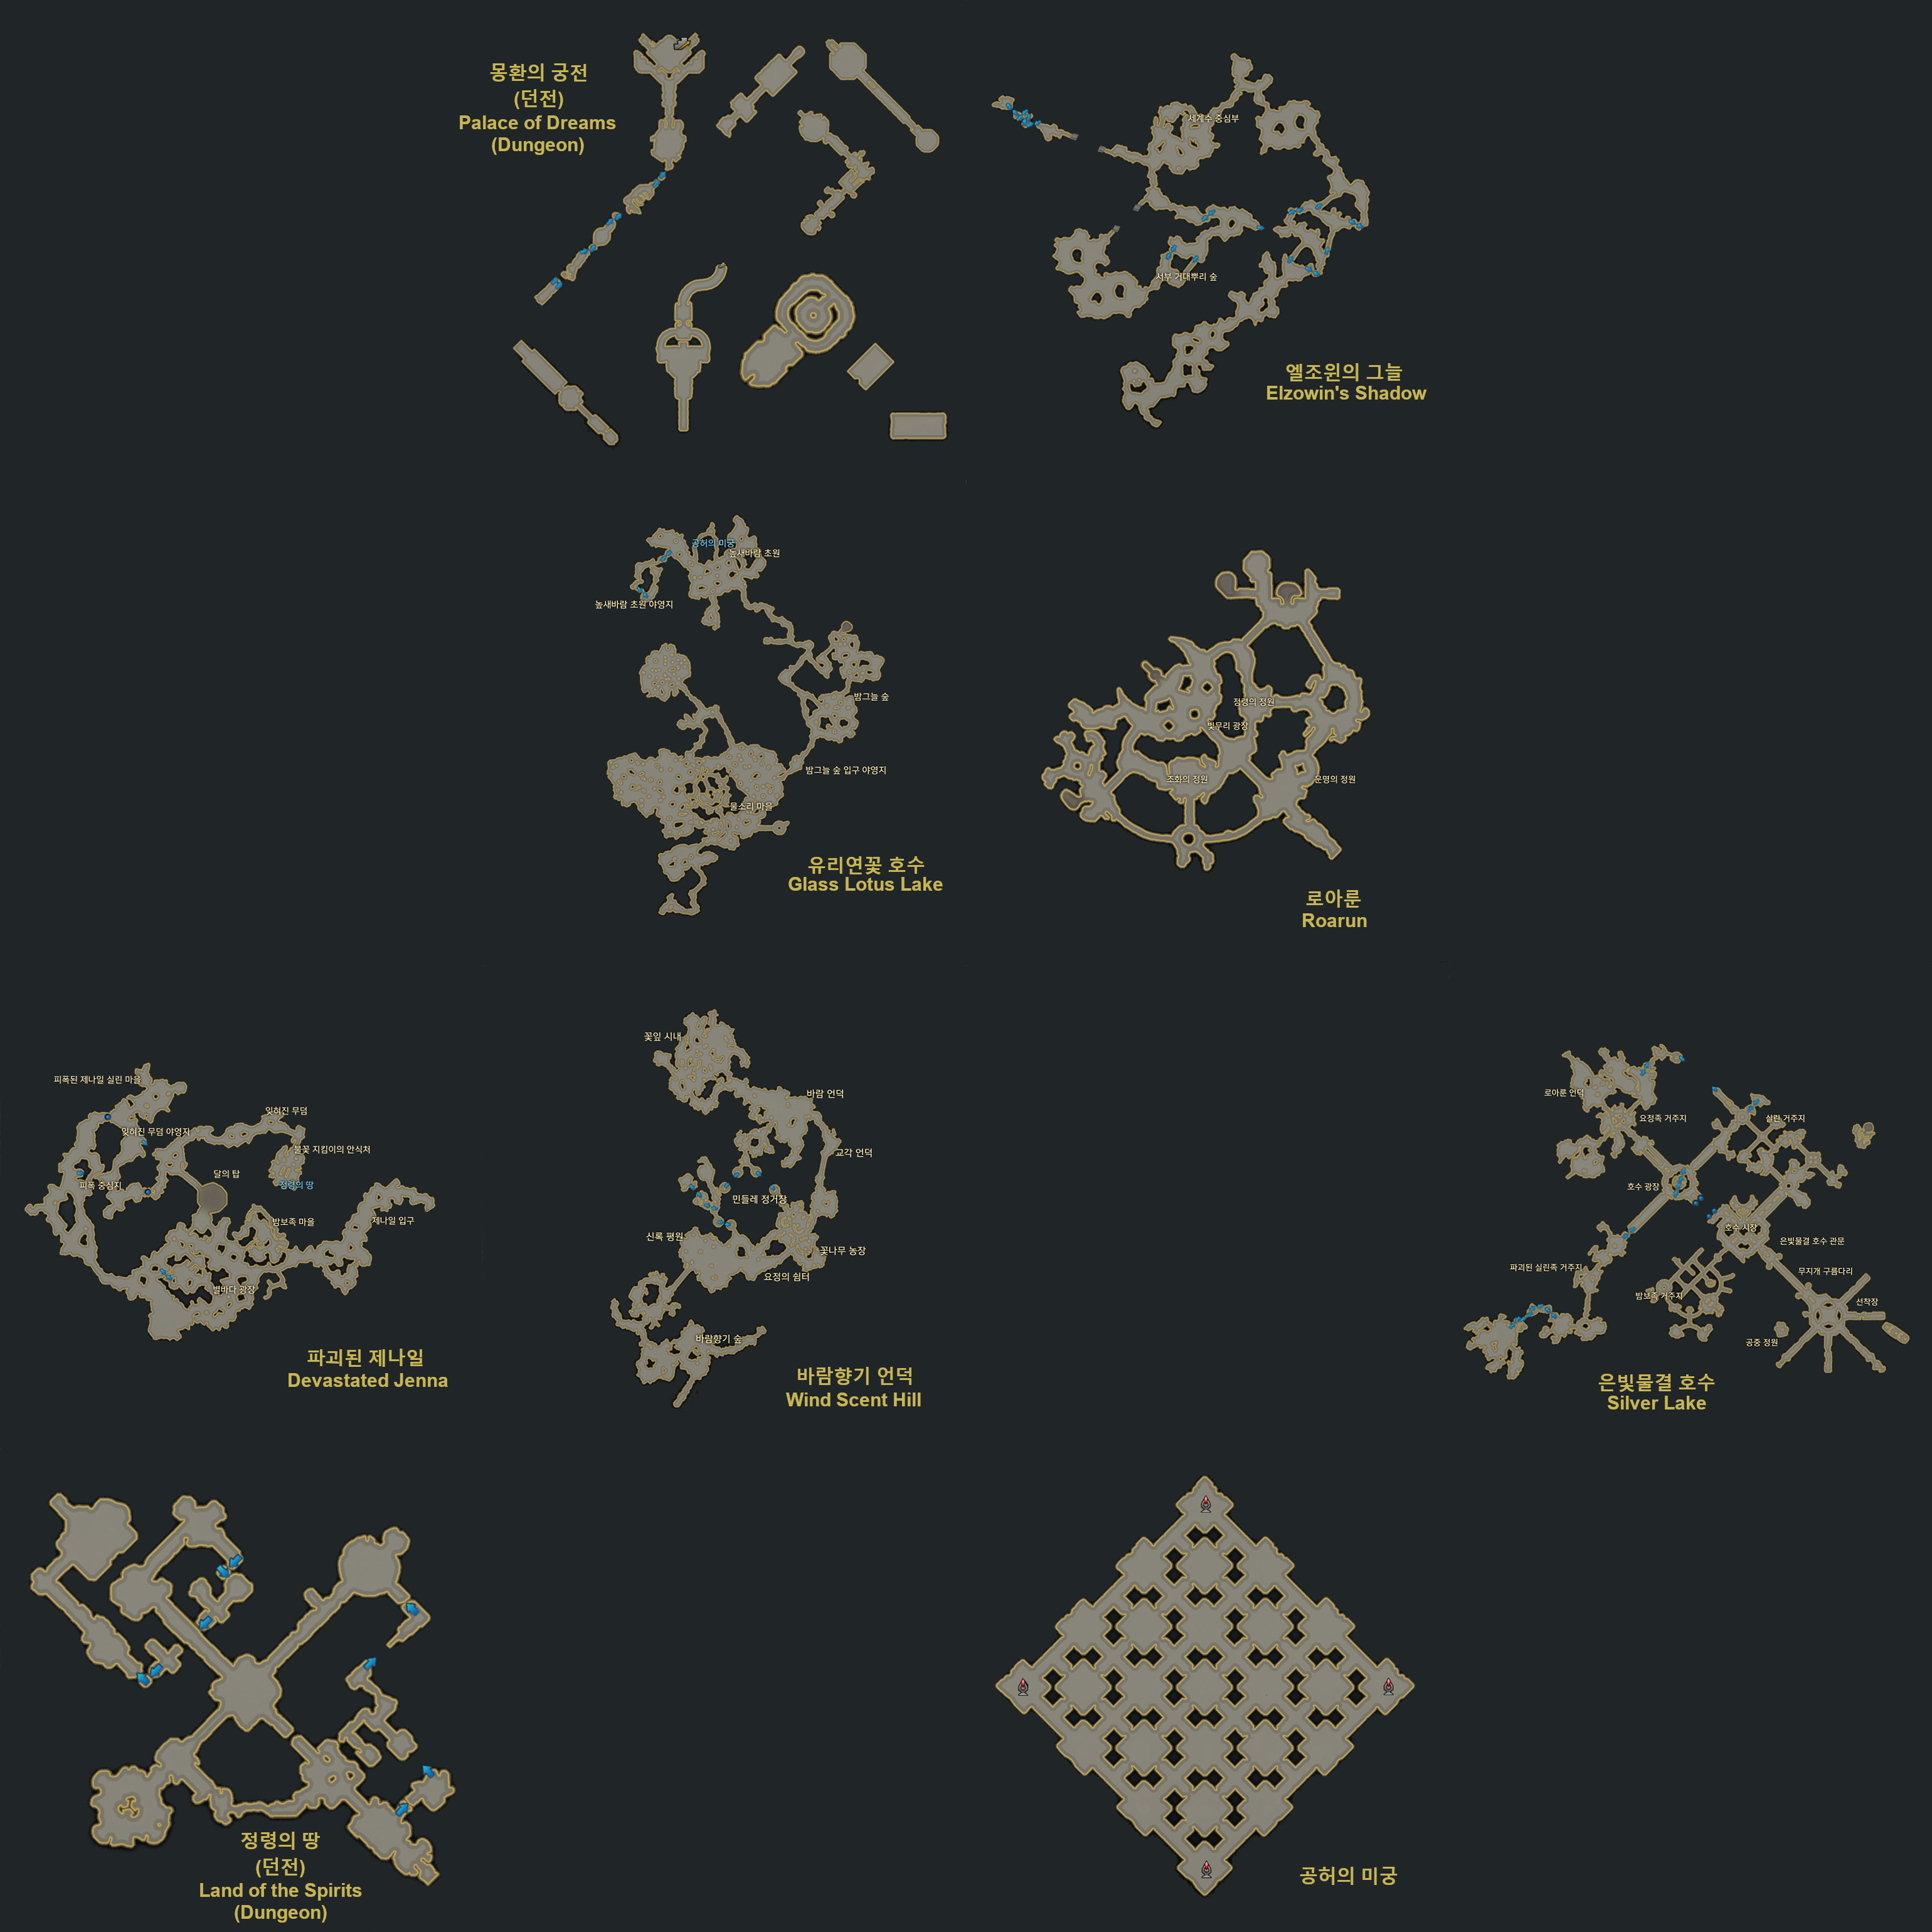 몽환의 궁전
(던전)
Palace of Dreams
(Dungeon)
세계수 중심부
서부 거대뿌리 숲
엘조윈의 그늘
Elzowin's Shadow
공허의 미궁
높새바람 초원
높새바람 초원 야영지
밤그늘 숲
밤그늘 숲 입구 야영지
물소리 마을
유리연꽃 호수
Glass Lotus Lake
정령의 정원
빛무리 광장
조화의 정원
운명의 정원
로아룬
Roarun
피폭된 제나일 실린 마을
잊혀진 무덤
잊혀진 무덤 야영지
불꽃 지킴이의 안식처
달의 탑
정령의 땅
피폭 중심지
밤보족 마을
제나일 입구
별바다 광장
파괴된 제나일
Devastated Jenna
꽃잎 시내
바람 언덕
교각 언덕
민들레 정거장
신록 평원
꽃나무 농장
요정의 쉼터
바람향기 숲
바람향기 언덕
Wind Scent Hill
로아룬 언덕
요정족 거주지
실린 거주지
호수 광장
호수 시장
은빛물결 호수 관문
파괴된 실린족 거주지
무지개 구름다리
밤보족 거주지
선착장
공중 정원
은빛물결 호수
Silver Lake
정령의 땅
(던전)
Land of the Spirits
(Dungeon)
공허의 미궁